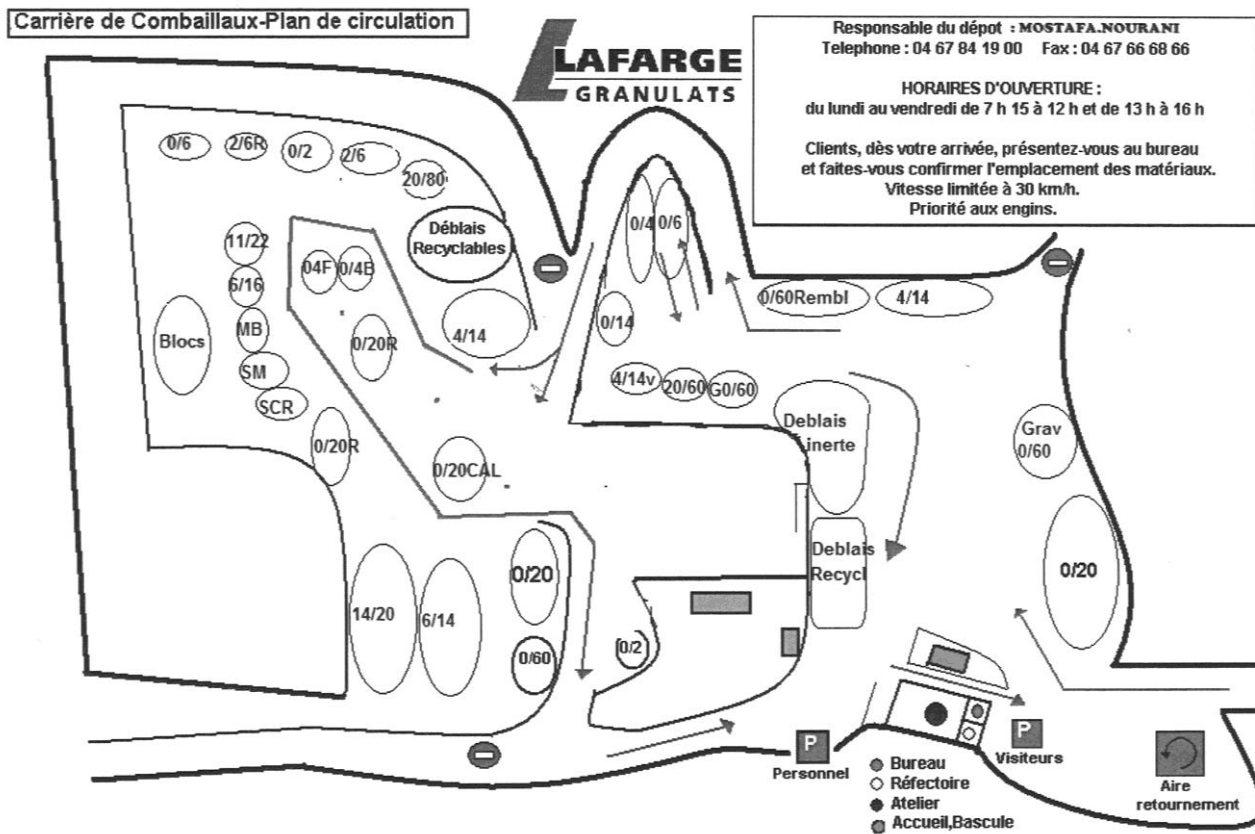 Carrière de Combaillaux-Plan de circulation
LAFARGE
GRANULATS
Responsable du dépot : MOSTAFA.NOURANI
Telephone : 04 67 84 19 00 Fax : 04 67 66 68 66
HORAIRES D'OUVERTURE :
du lundi au vendredi de 7 h 15 à 12 h et de 13 h à 16 h
Clients, dès votre arrivée, présentez-vous au bureau
et faites-vous confirmer l'emplacement des matériaux.
Vitesse limitée à 30 km/h.
Priorité aux engins.
0/6
2/6R
0/2
2/6
20/80
Déblais
Recyclables
11/22
6/16
MB
SM
SCR
Blocs
04F
0/4B
0/20R
4/14
0/20R
0/20CAL
0/4
0/6
0/14
4/14v
20/60
G0/60
0/60Rembl
4/14
Deblais
inerte
Deblais
Recycl
Grav
0/60
0/20
14/20
6/14
0/20
0/60
0/2
P
Personnel
P
Visiteurs
Aire
retournement
Bureau
Réfectoire
Atelier
Accueil,Bascule